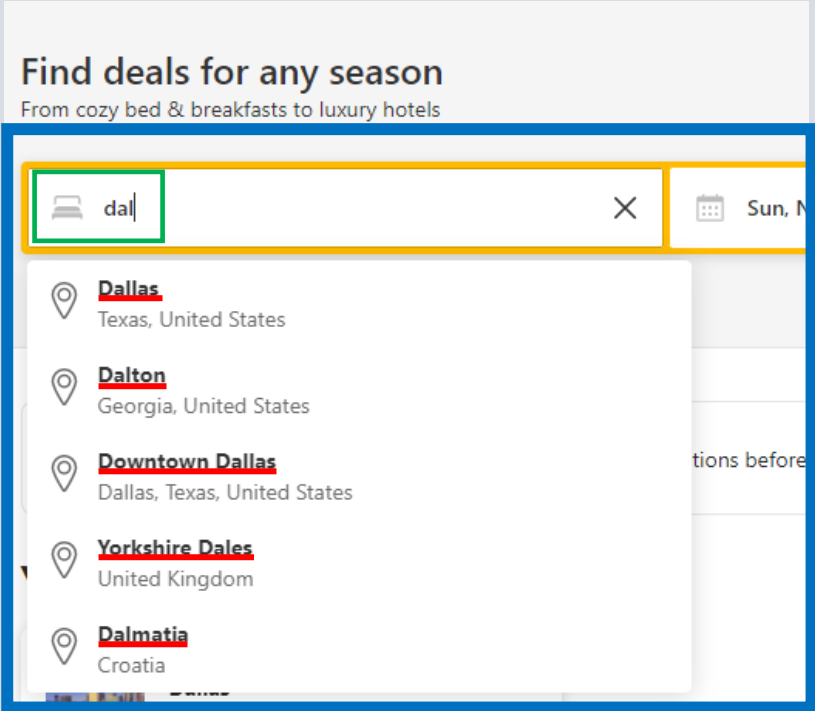 Find deals for any season
From cozy bed & breakfasts to luxury hotels
dal
Sun,
Dallas
Texas, United States
Dalton
Georgia, United States
tions before
Downtown Dallas
Dallas, Texas, United States
Yorkshire Dales
United Kingdom
Dalmatia
Croatia